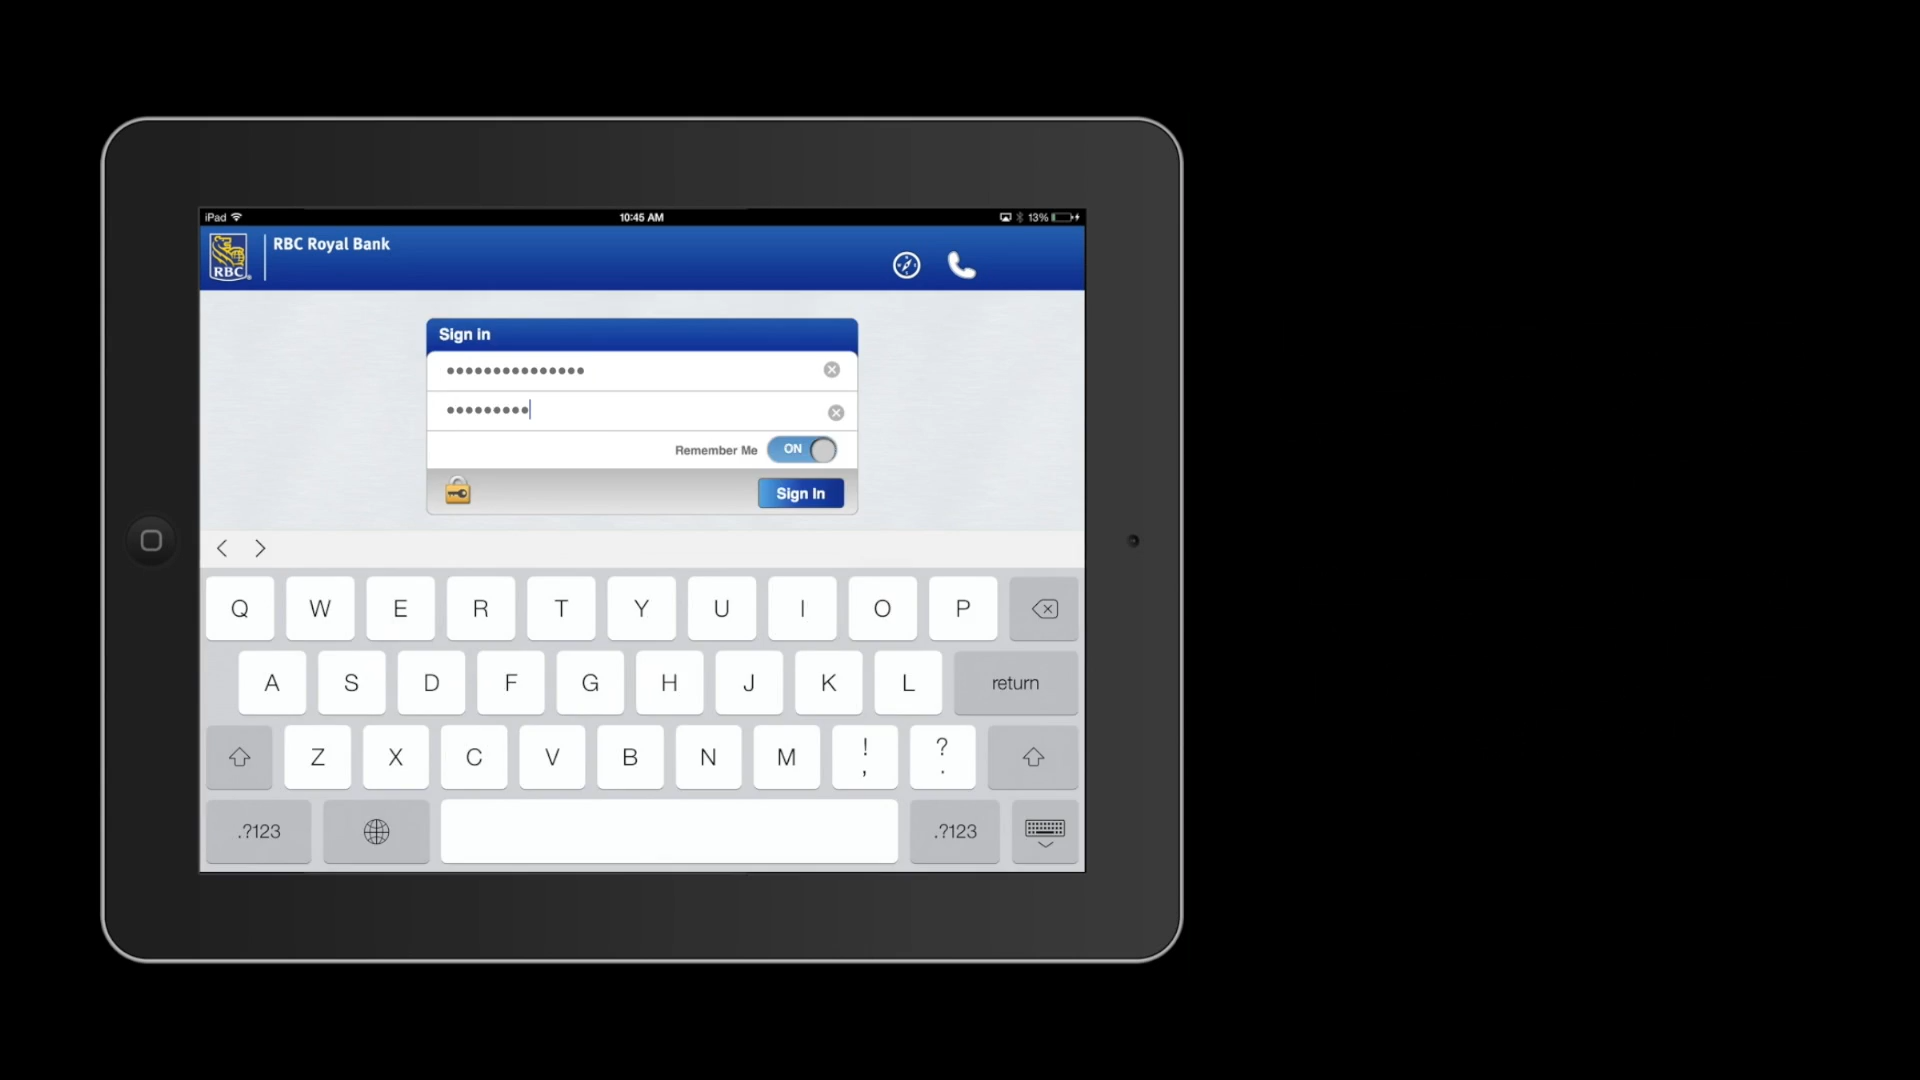 iPad
10:45 AM
13%
RBC
RBC Royal Bank
Sign in
•••••••••••••••
•••••••••
Remember Me ON
Sign In
Q W E R T Y U I O P
A S D F G H J K L return
Z X C V B N M ! , ? .
.?123 .?123